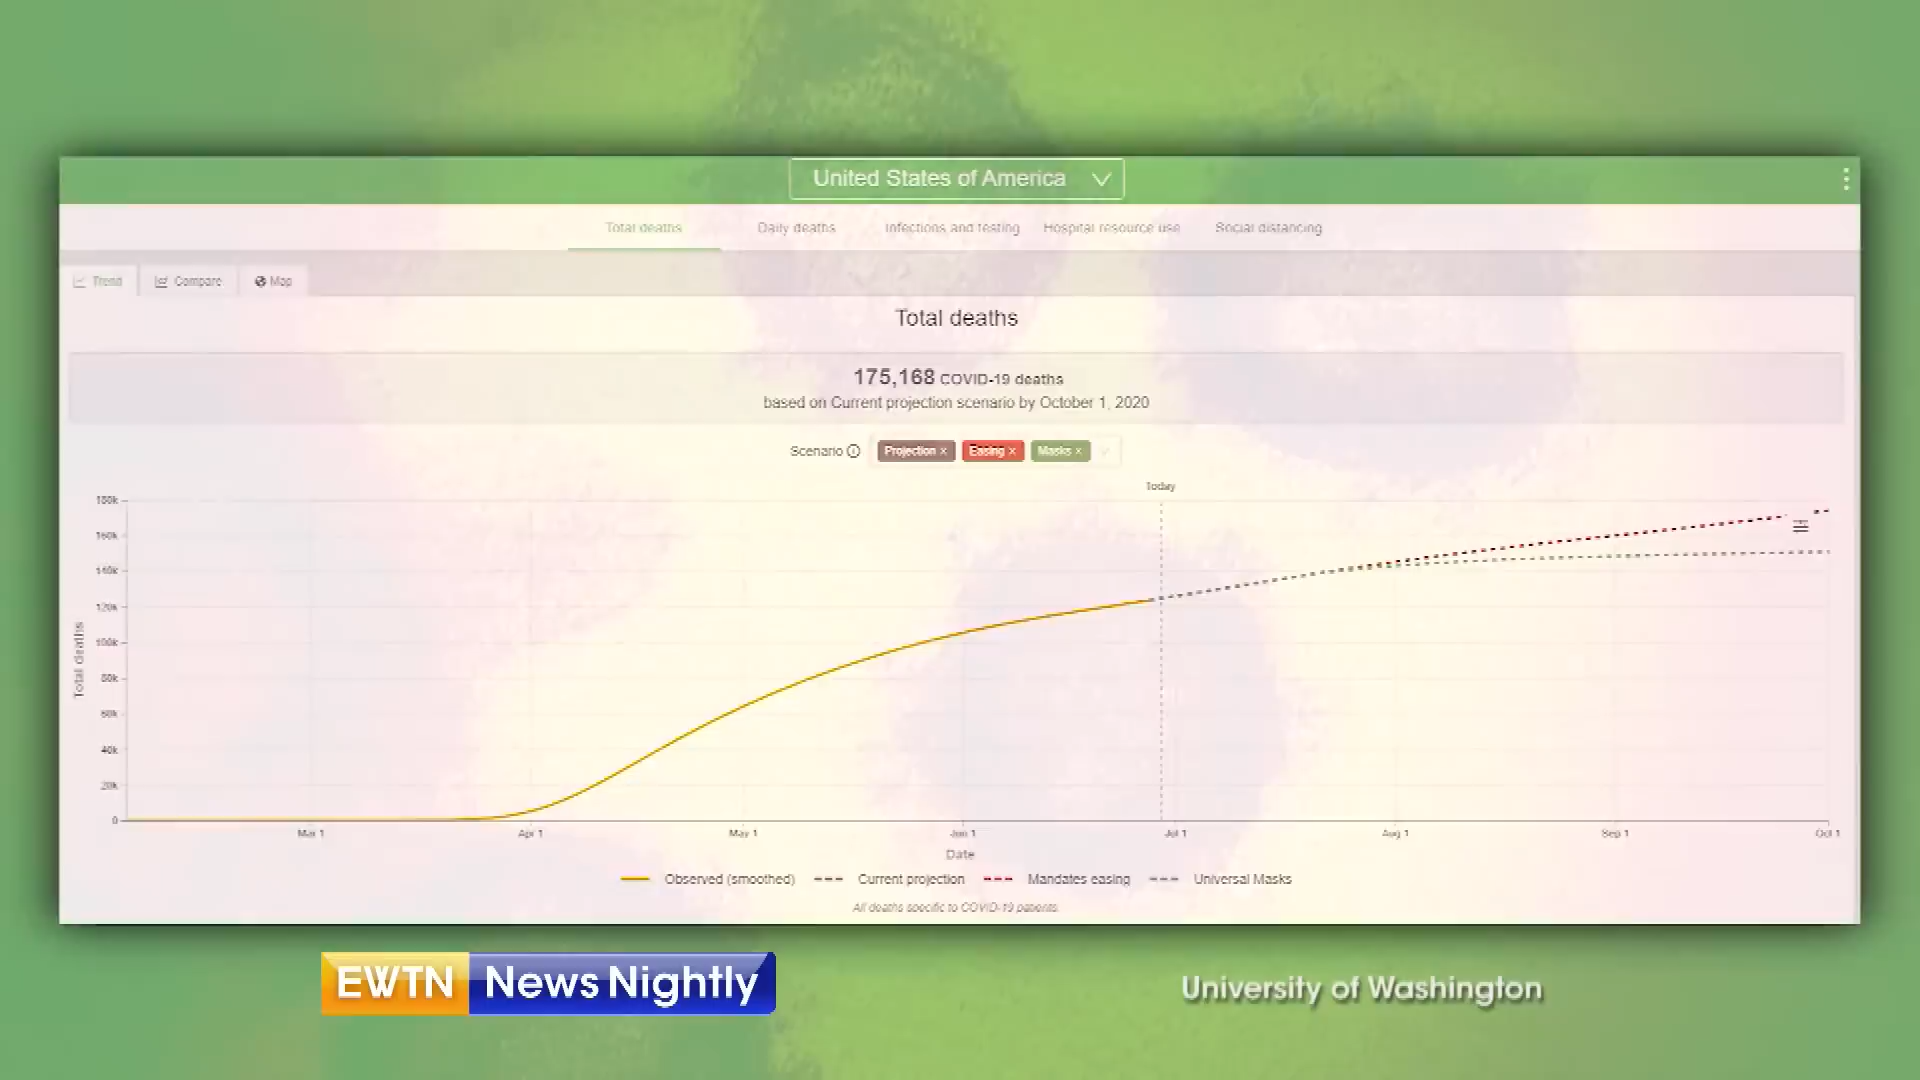 United States of America
Total deaths Daily deaths Infections and testing Hospital resource use Social distancing
Trend Compare Map
Total deaths
175,168 COVID-19 deaths
based on Current projection scenario by October 1, 2020
Scenario Projection × Easing × Masks ×
Today
180k
160k
140k
120k
100k
80k
60k
40k
20k
0
Total deaths
Mar 1 Apr 1 May 1 Jun 1 Jul 1 Aug 1 Sep 1 Oct 1
Date
Observed (smoothed) Current projection Mandates easing Universal Masks
All deaths specific to COVID-19 patients.
EWTN News Nightly
University of Washington